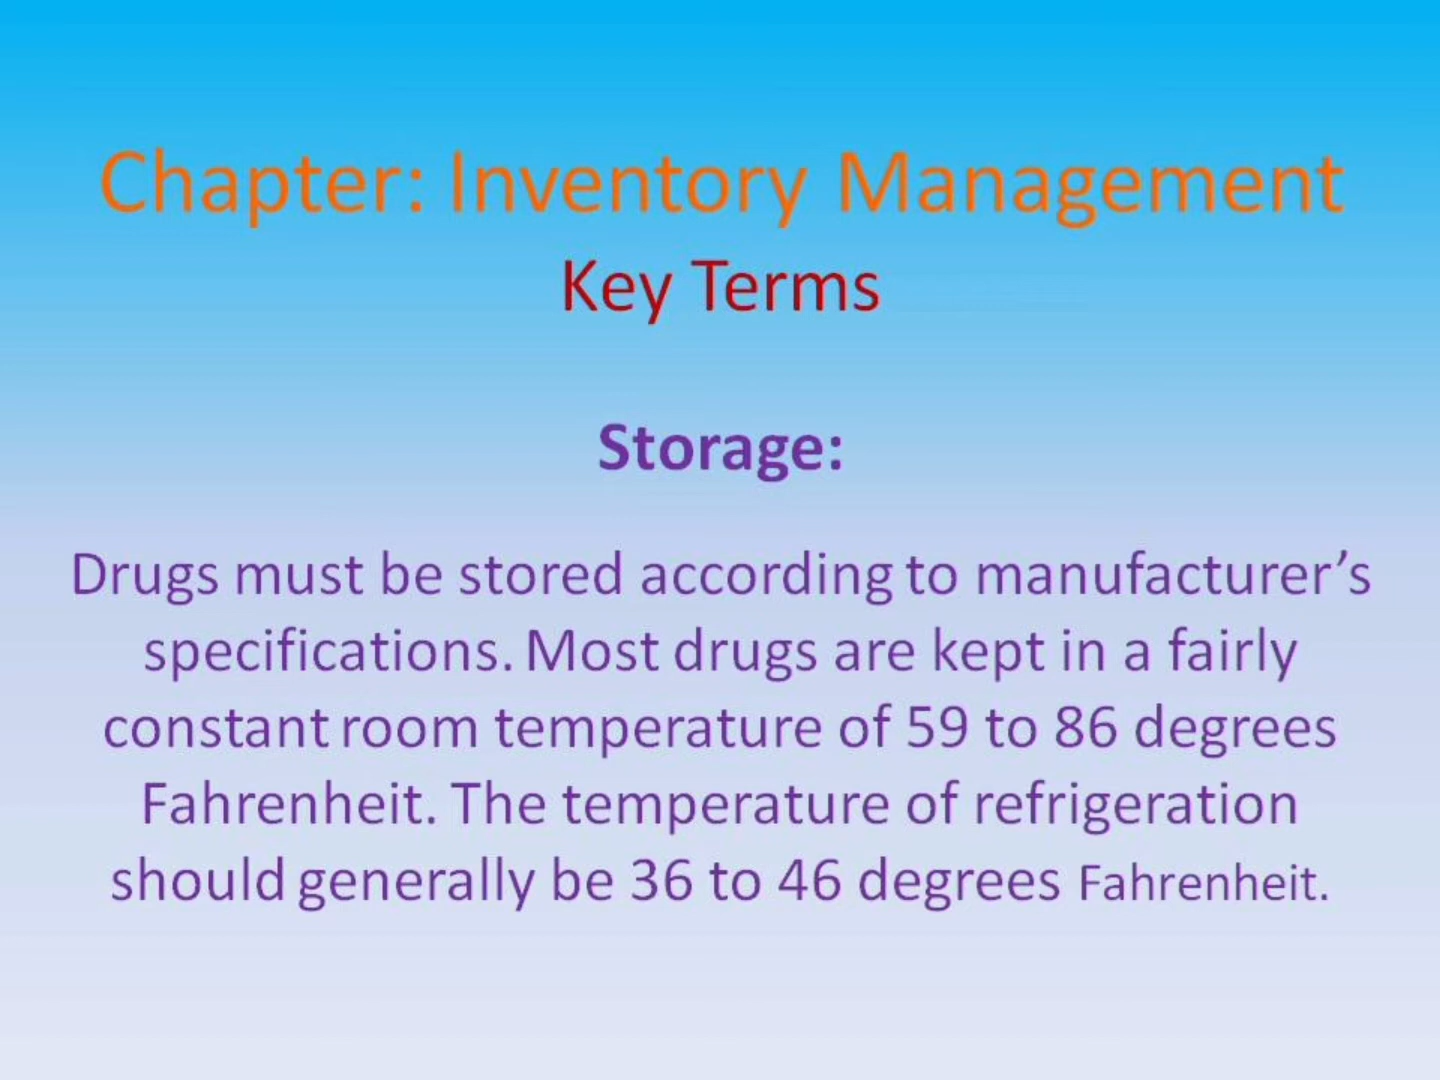 Chapter: Inventory Management
Key Terms
Storage:
Drugs must be stored according to manufacturer’s
specifications. Most drugs are kept in a fairly
constant room temperature of 59 to 86 degrees
Fahrenheit. The temperature of refrigeration
should generally be 36 to 46 degrees Fahrenheit.